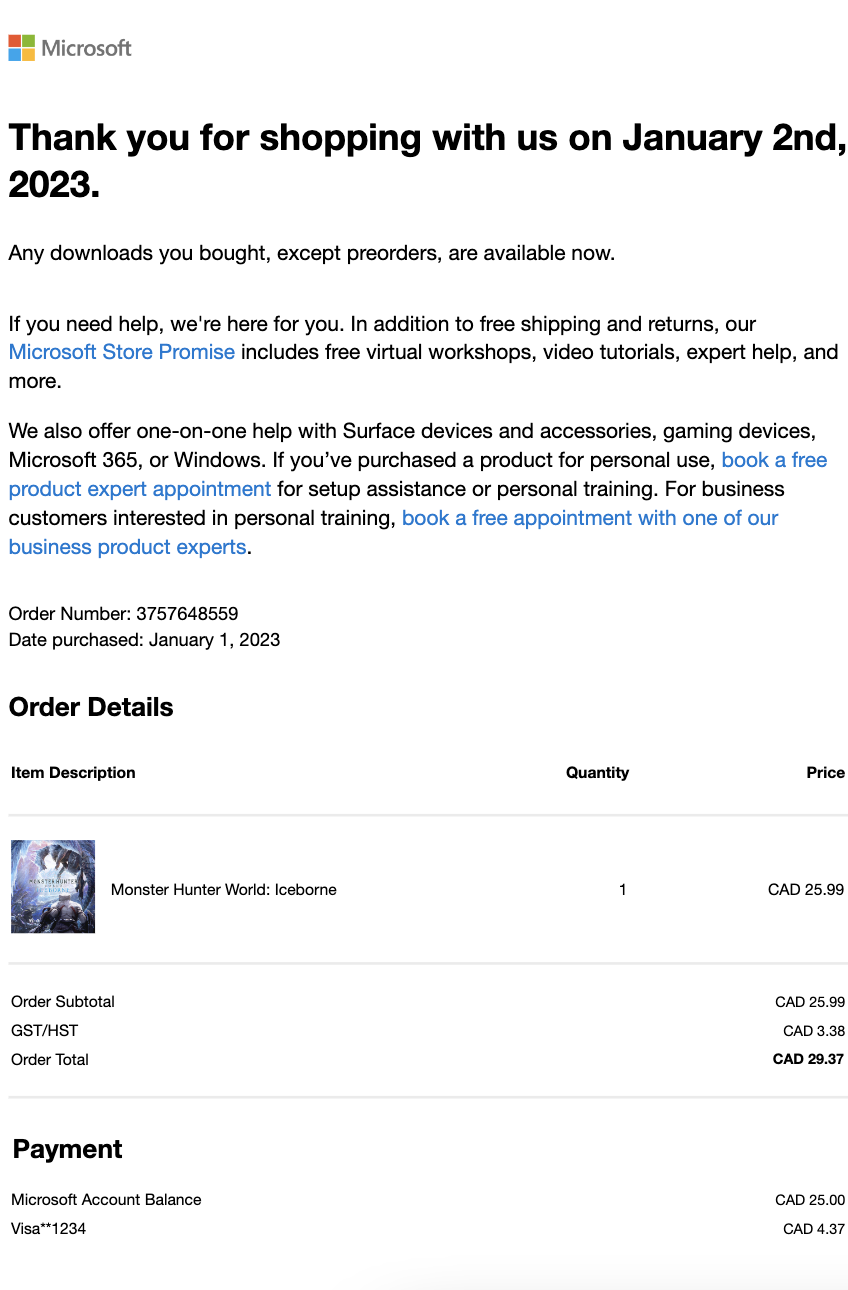 Microsoft
Thank you for shopping with us on January 2nd,
2023.
Any downloads you bought, except preorders, are available now.
If you need help, we're here for you. In addition to free shipping and returns, our
Microsoft Store Promise includes free virtual workshops, video tutorials, expert help, and
more.
We also offer one-on-one help with Surface devices and accessories, gaming devices,
Microsoft 365, or Windows. If you’ve purchased a product for personal use, book a free
product expert appointment for setup assistance or personal training. For business
customers interested in personal training, book a free appointment with one of our
business product experts.
Order Number: 3757648559
Date purchased: January 1, 2023
Order Details
Item Description Quantity Price
MONSTER HUNTER
WORLD
ICEBORNE
Monster Hunter World: Iceborne 1 CAD 25.99
Order Subtotal CAD 25.99
GST/HST CAD 3.38
Order Total CAD 29.37
Payment
Microsoft Account Balance CAD 25.00
Visa**1234 CAD 4.37